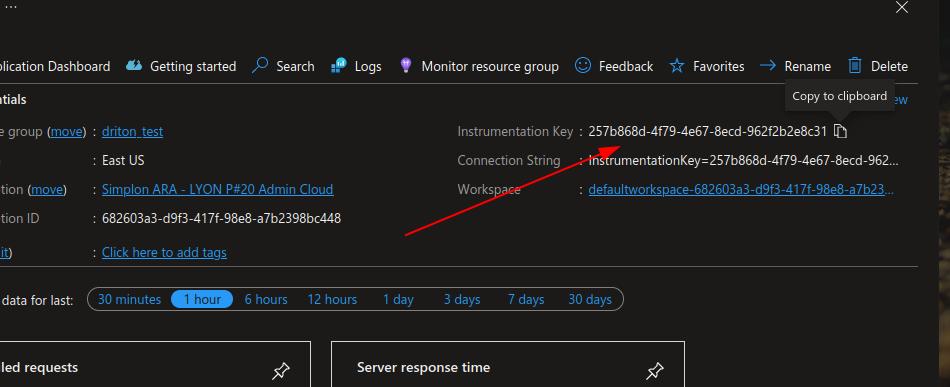 ...
lication Dashboard Getting started Search Logs Monitor resource group Feedback Favorites Rename Delete
Copy to clipboard
ntials
ew
e group (move) : driton_test
Instrumentation Key : 257b868d-4f79-4e67-8ecd-962f2b2e8c31
: East US
Connection String : InstrumentationKey=257b868d-4f79-4e67-8ecd-962...
tion (move) : Simplon ARA - LYON P#20 Admin Cloud
Workspace : defaultworkspace-682603a3-d9f3-417f-98e8-a7b23...
tion ID : 682603a3-d9f3-417f-98e8-a7b2398bc448
it) : Click here to add tags
data for last: 30 minutes 1 hour 6 hours 12 hours 1 day 3 days 7 days 30 days
led requests
Server response time